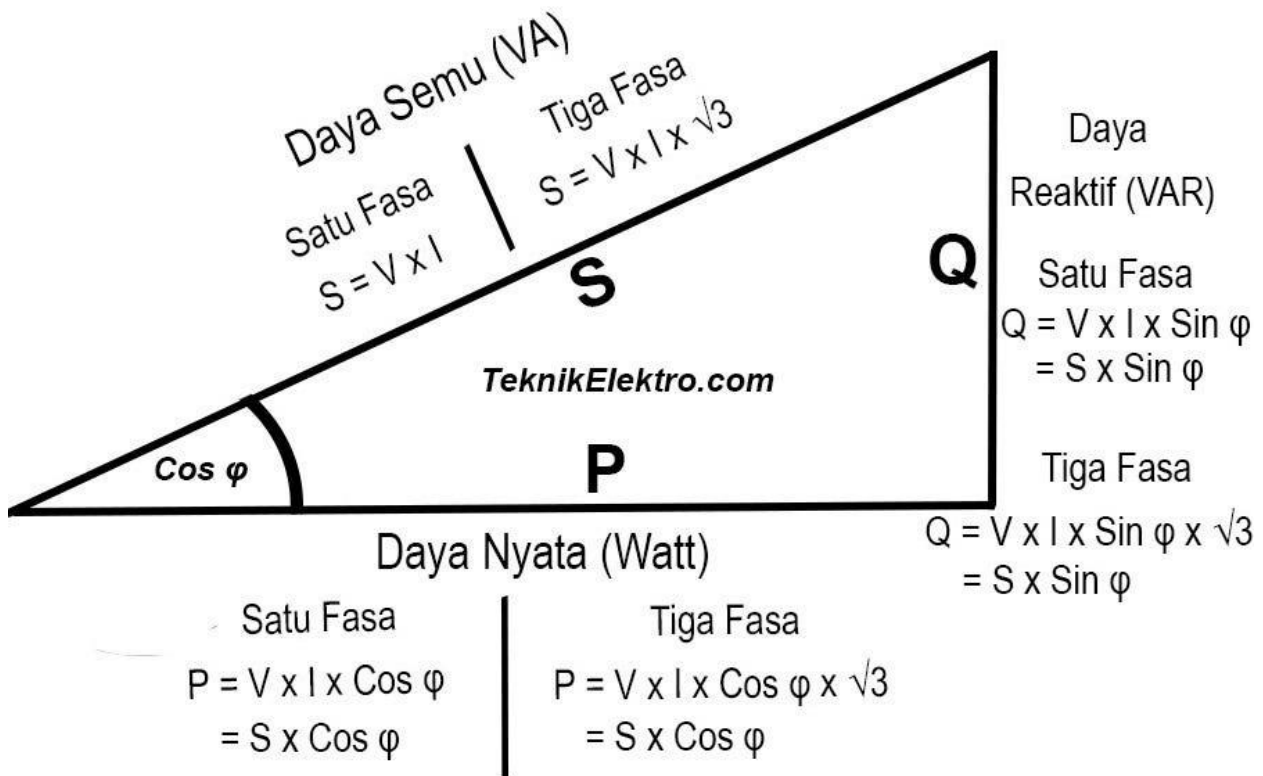 Daya Semu (VA)
Satu Fasa
S = V x I
Tiga Fasa
S = V x I x √3
S
Q
Daya
Reaktif (VAR)
Satu Fasa
Q = V x I x Sin φ
= S x Sin φ
Tiga Fasa
Q = V x I x Sin φ x √3
= S x Sin φ
TeknikElektro.com
Cos φ
P
Daya Nyata (Watt)
Satu Fasa
P = V x I x Cos φ
= S x Cos φ
Tiga Fasa
P = V x I x Cos φ x √3
= S x Cos φ